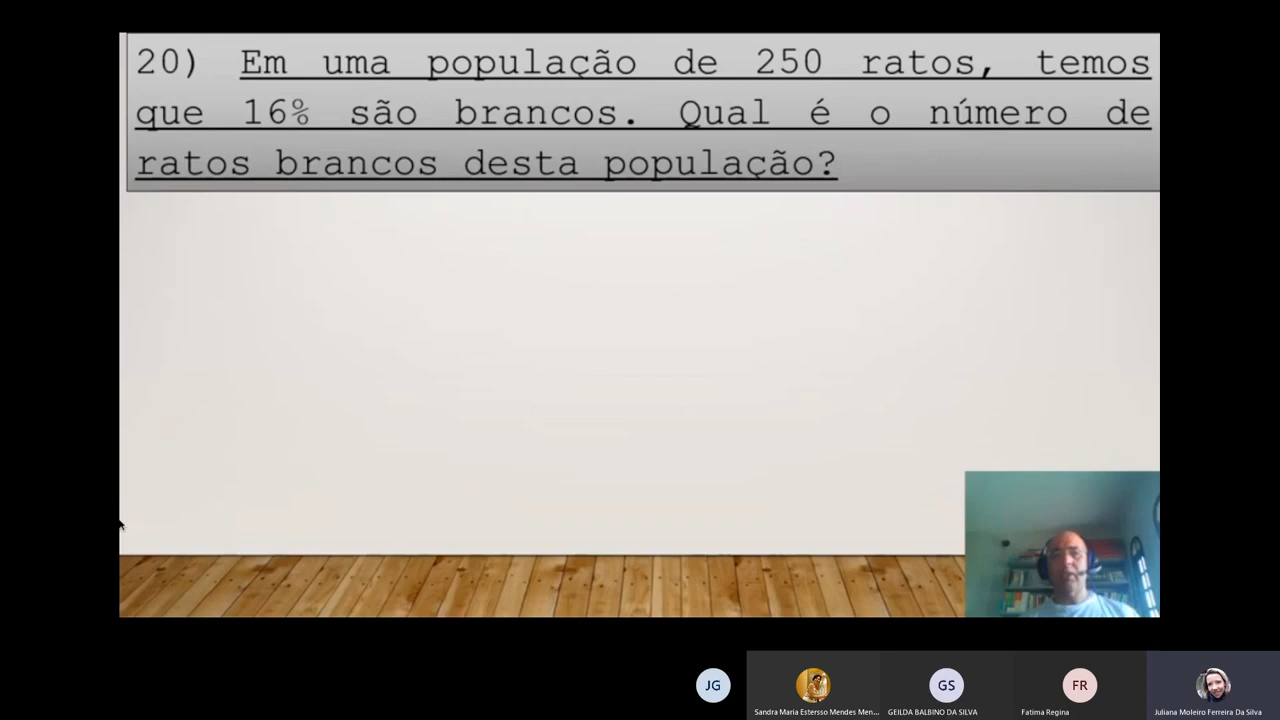 20) Em uma população de 250 ratos, temos
que 16% são brancos. Qual é o número de
ratos brancos desta população?
JG
GS
FR
Sandra Maria Estersso Mendes Men...
GEILDA BALBINO DA SILVA
Fatima Regina
Juliana Moleiro Ferreira Da Silva